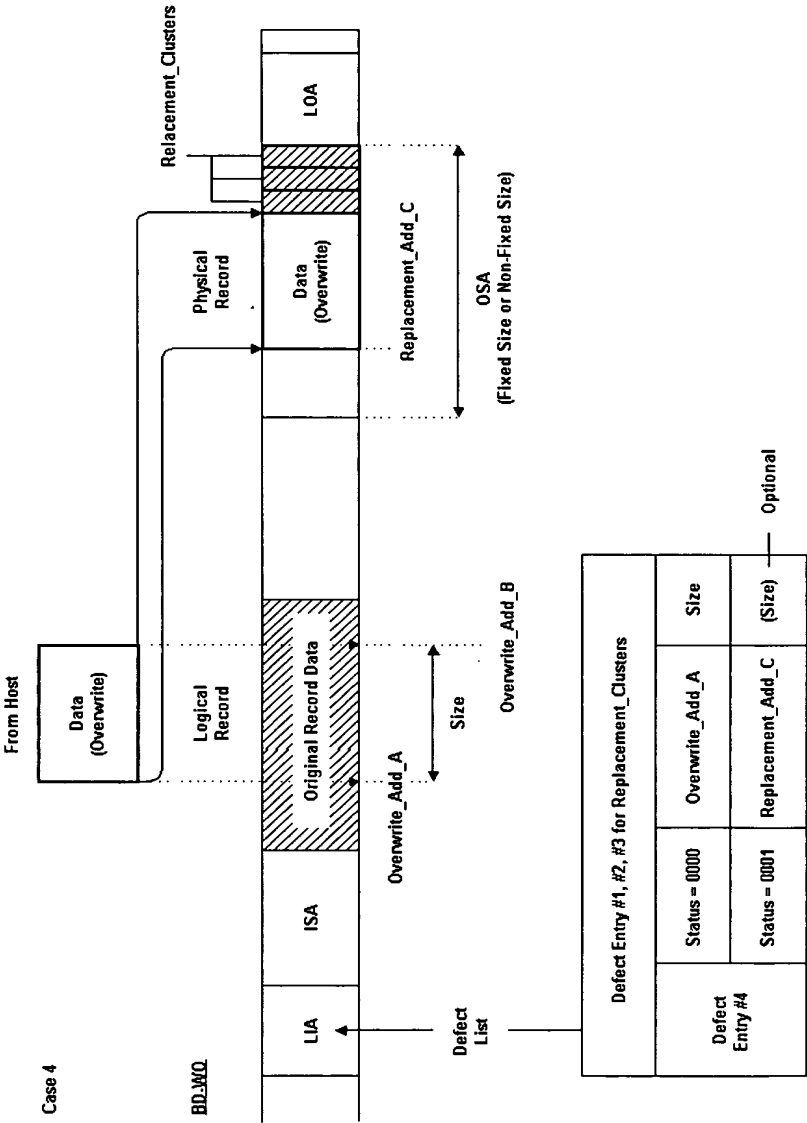 Case 4
From Host
Data
(Overwrite)
Relacement_Clusters
Logical
Record
Physical
Record
BD-WO
LIA
ISA
Original Record Data
Data
(Overwrite)
LOA
Overwrite_Add_A
Replacement_Add_C
Size
OSA
(Fixed Size or Non-Fixed Size)
Overwrite_Add_B
Defect
List
Defect Entry #1, #2, #3 for Replacement_Clusters
Defect
Entry #4
Status = 0000
Overwrite_Add_A
Size
Status = 0001
Replacement_Add_C
(Size)
Optional